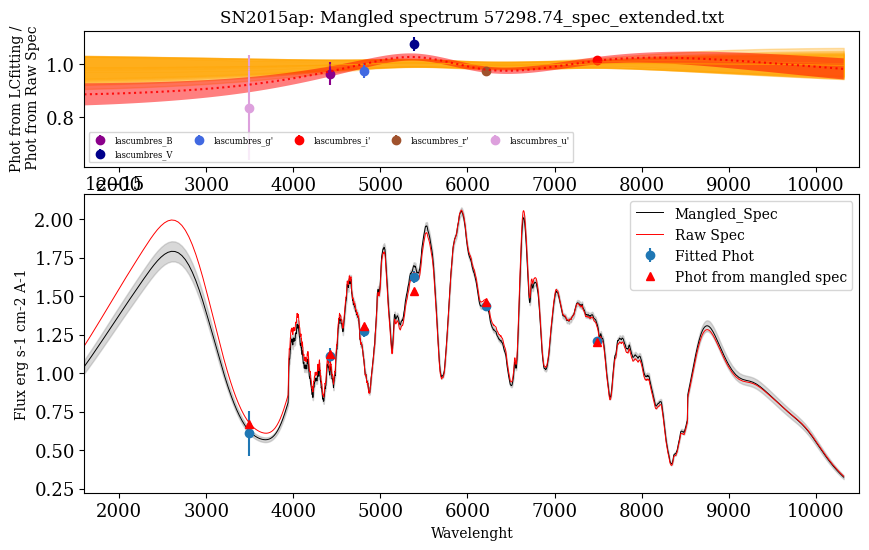 SN2015ap: Mangled spectrum 57298.74_spec_extended.txt
Phot from LCfitting /
Phot from Raw Spec
1.0
0.8
lascumbres_B
lascumbres_V
lascumbres_g'
lascumbres_i'
lascumbres_r'
lascumbres_u'
2000 3000 4000 5000 6000 7000 8000 9000 10000
1e−15
Flux erg s-1 cm-2 A-1
2.00
1.75
1.50
1.25
1.00
0.75
0.50
0.25
Mangled_Spec
Raw Spec
Fitted Phot
Phot from mangled spec
2000 3000 4000 5000 6000 7000 8000 9000 10000
Wavelenght